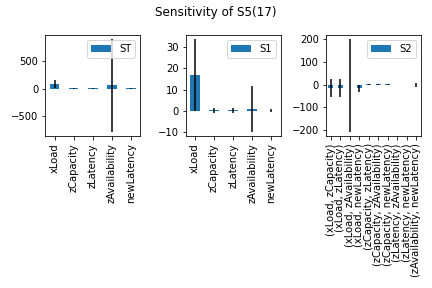 Sensitivity of S5(17)
ST
500
0
−500
xLoad
zCapacity
zLatency
zAvailability
newLatency
S1
30
20
10
0
−10
xLoad
zCapacity
zLatency
zAvailability
newLatency
S2
200
100
0
−100
−200
(xLoad, zCapacity)
(xLoad, zLatency)
(xLoad, zAvailability)
(xLoad, newLatency)
(zCapacity, zLatency)
(zCapacity, zAvailability)
(zCapacity, newLatency)
(zLatency, zAvailability)
(zLatency, newLatency)
(zAvailability, newLatency)